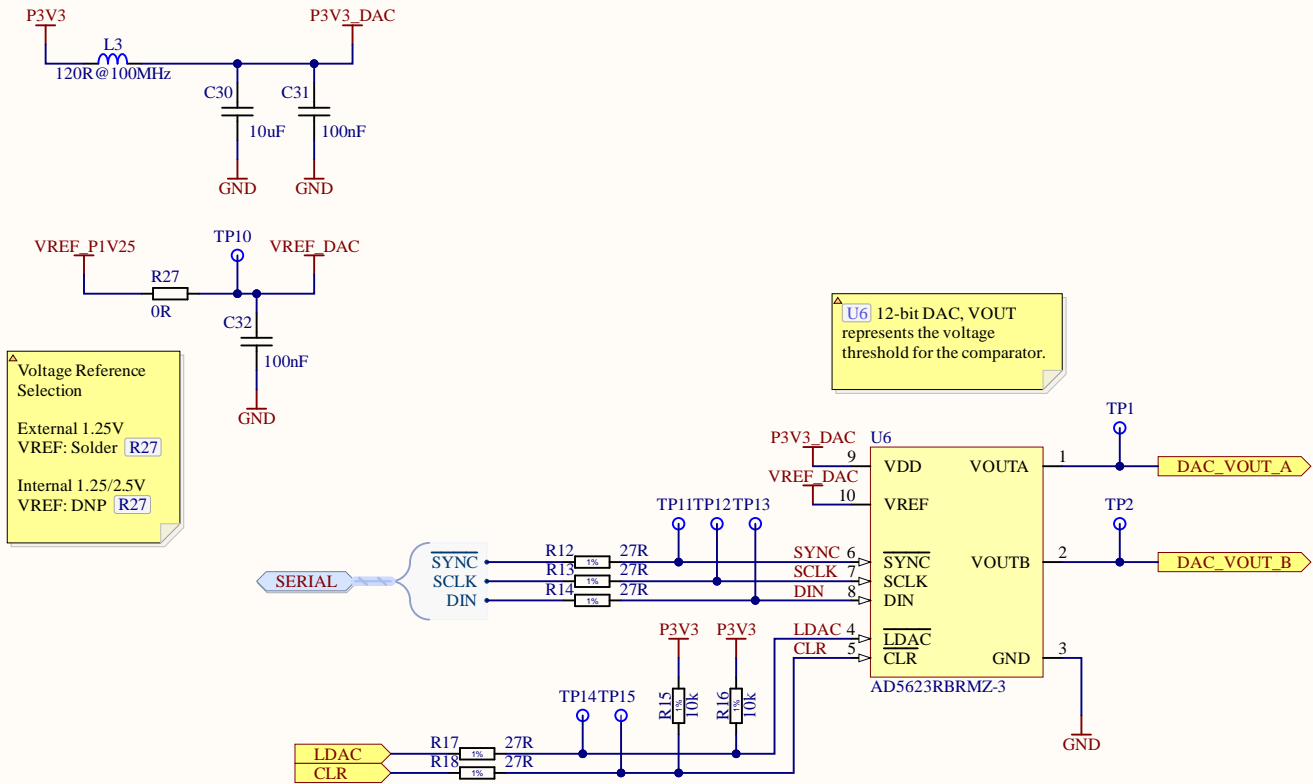 P3V3
P3V3_DAC
L3
120R@100MHz
C30
10uF
C31
100nF
GND
GND
VREF_P1V25
TP10
VREF_DAC
R27
0R
C32
100nF
GND
Voltage Reference
Selection
External 1.25V
VREF: Solder R27
Internal 1.25/2.5V
VREF: DNP R27
U6 12-bit DAC, VOUT
represents the voltage
threshold for the comparator.
TP1
P3V3_DAC
U6
9 VDD
VOUTA 1
DAC_VOUT_A
VREF_DAC
10 VREF
TP11 TP12 TP13
TP2
SERIAL
SYNC R12 1% 27R SYNC 6 SYNC
VOUTB 2
DAC_VOUT_B
SCLK R13 1% 27R SCLK 7 SCLK
DIN R14 1% 27R DIN 8 DIN
P3V3 P3V3
LDAC 4 LDAC
CLR 5 CLR
GND 3
AD5623RBRMZ-3
R15 1% 10k
R16 1% 10k
TP14 TP15
GND
LDAC R17 1% 27R
CLR R18 1% 27R